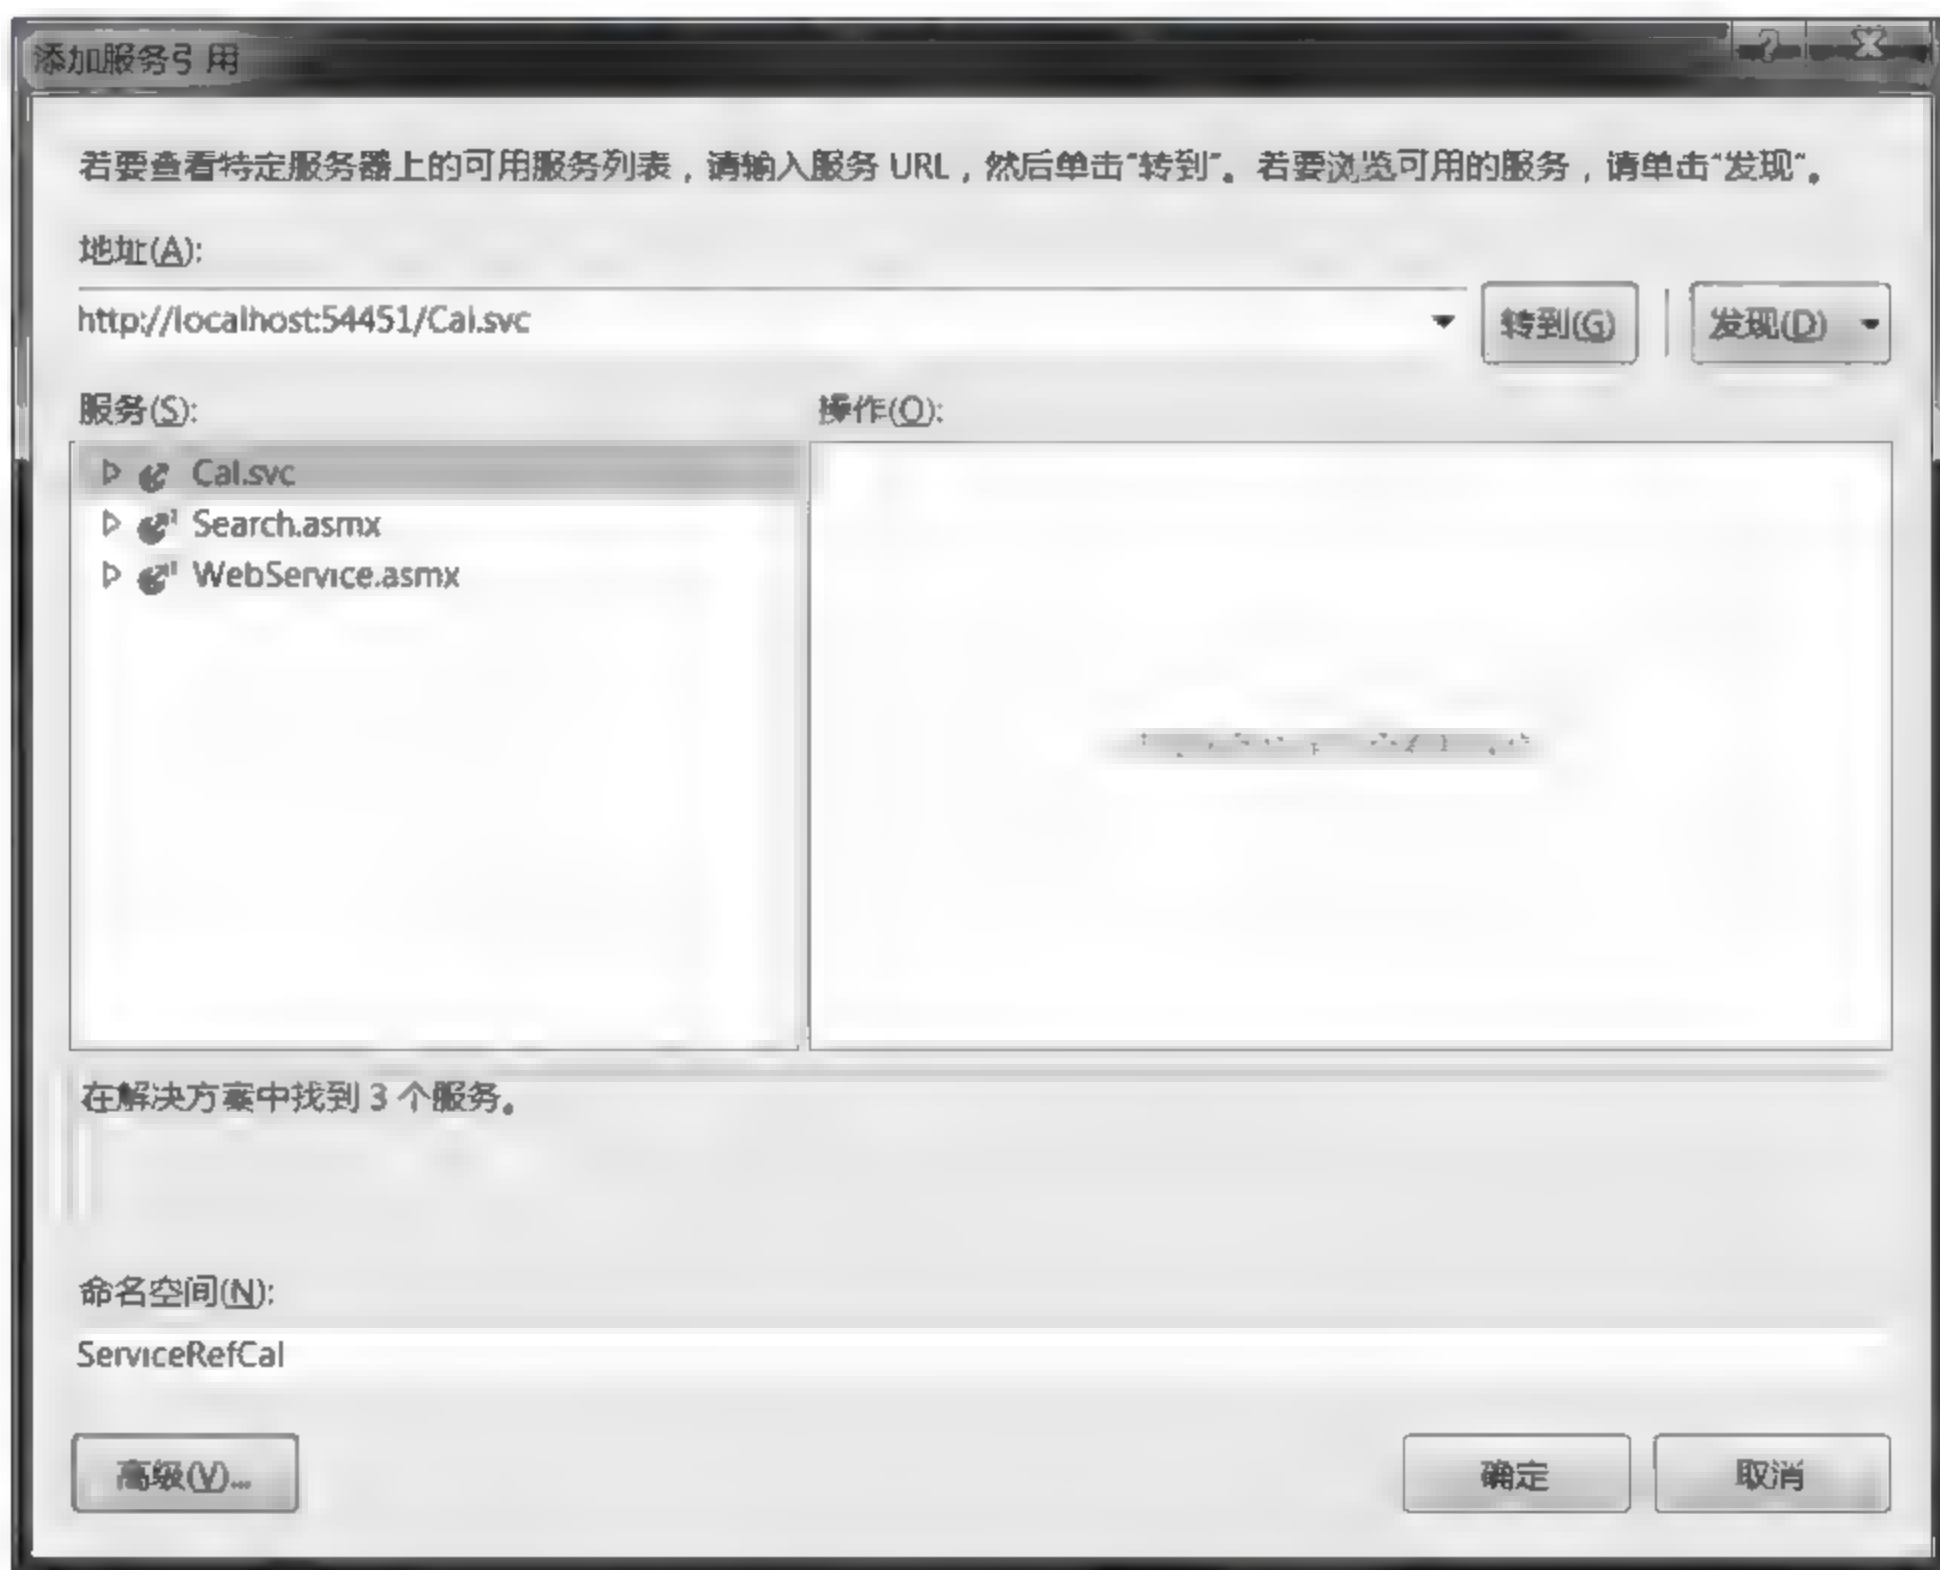 添加服务引用
若要查看特定服务器上的可用服务列表，请输入服务 URL，然后单击“转到”。若要浏览可用的服务，请单击“发现”。
地址(A):
http://localhost:54451/Cal.svc 转到(G) 发现(D)
服务(S): 操作(O):
Cal.svc
Search.asmx
WebService.asmx
在解决方案中找到 3 个服务。
命名空间(N):
ServiceRefCal
高级(V)... 确定 取消